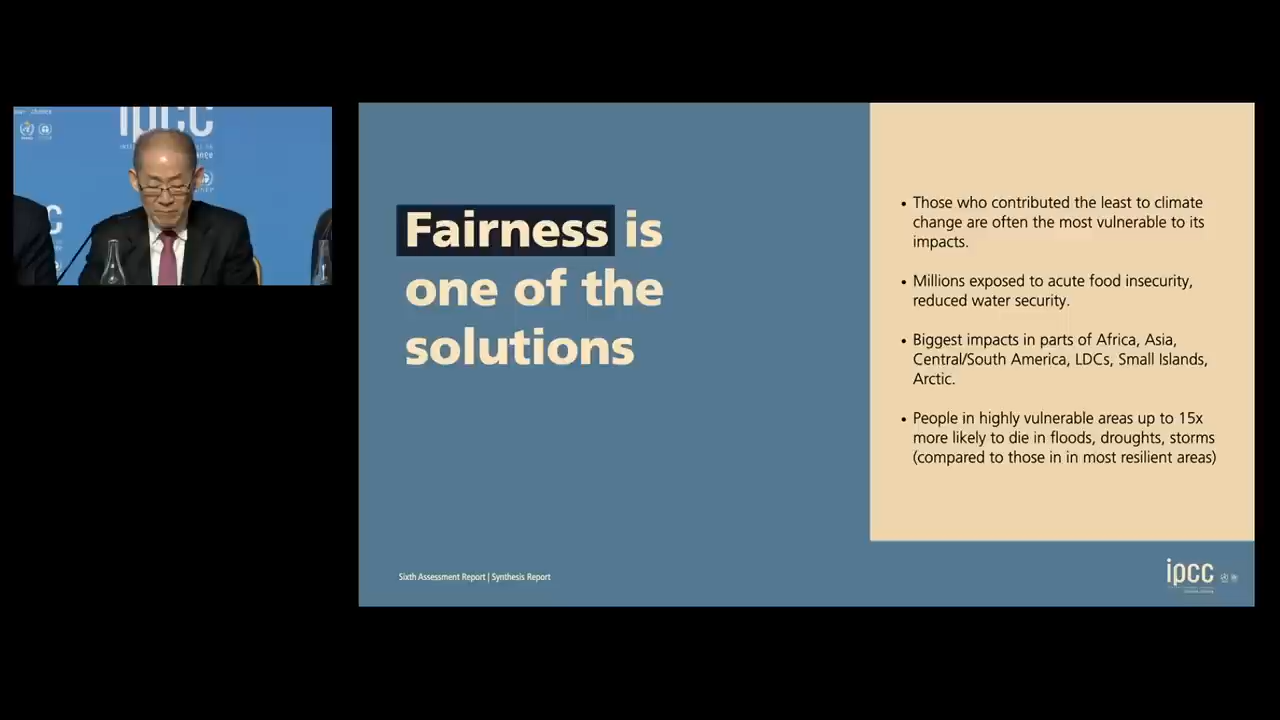 ipcc
Fairness is
one of the
solutions
• Those who contributed the least to climate
change are often the most vulnerable to its
impacts.
• Millions exposed to acute food insecurity,
reduced water security.
• Biggest impacts in parts of Africa, Asia,
Central/South America, LDCs, Small Islands,
Arctic.
• People in highly vulnerable areas up to 15x
more likely to die in floods, droughts, storms
(compared to those in in most resilient areas)
Sixth Assessment Report | Synthesis Report
ipcc